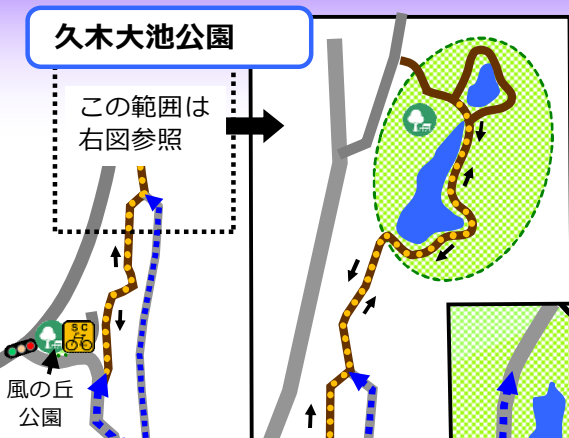 久木大池公園
この範囲は
右図参照
SC
風の丘
公園